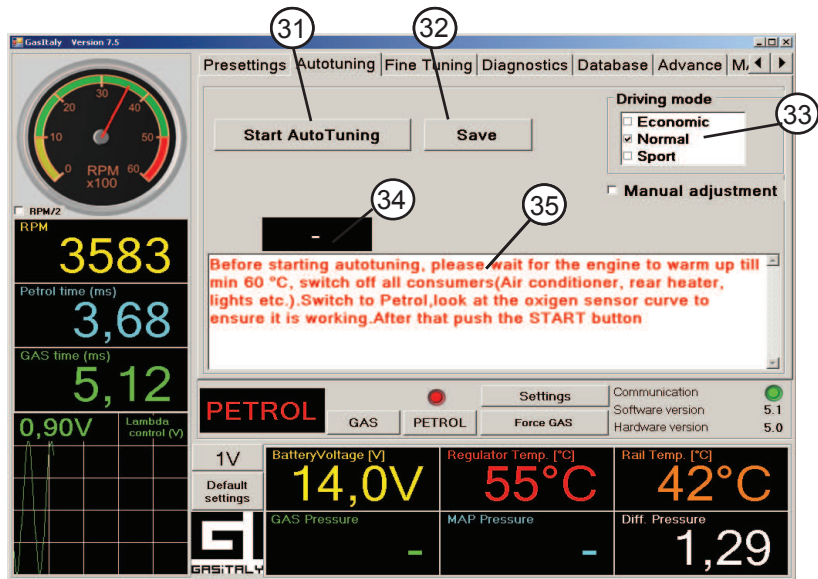 31
32
33
34
35
GasItaly Version 7.5
Presettings Autotuning Fine Tuning Diagnostics Database Advance
Start AutoTuning
Save
Driving mode
Economic
Normal
Sport
Manual adjustment
0 10 20 30 40 50 60
RPM
x100
RPM/2
RPM
3583
Petrol time (ms)
3,68
GAS time (ms)
5,12
0,90V
Lambda
control (V)
-
Before starting autotuning, please wait for the engine to warm up till
min 60 °C, switch off all consumers(Air conditioner, rear heater,
lights etc.).Switch to Petrol,look at the oxigen sensor curve to
ensure it is working.After that push the START button
PETROL
GAS
PETROL
Settings
Force GAS
Communication
Software version 5.1
Hardware version 5.0
1V
Default
settings
GASITALY
BatteryVoltage [V]
14,0V
Regulator Temp. [°C]
55°C
Rail Temp. [°C]
42°C
GAS Pressure
-
MAP Pressure
-
Diff. Pressure
1,29